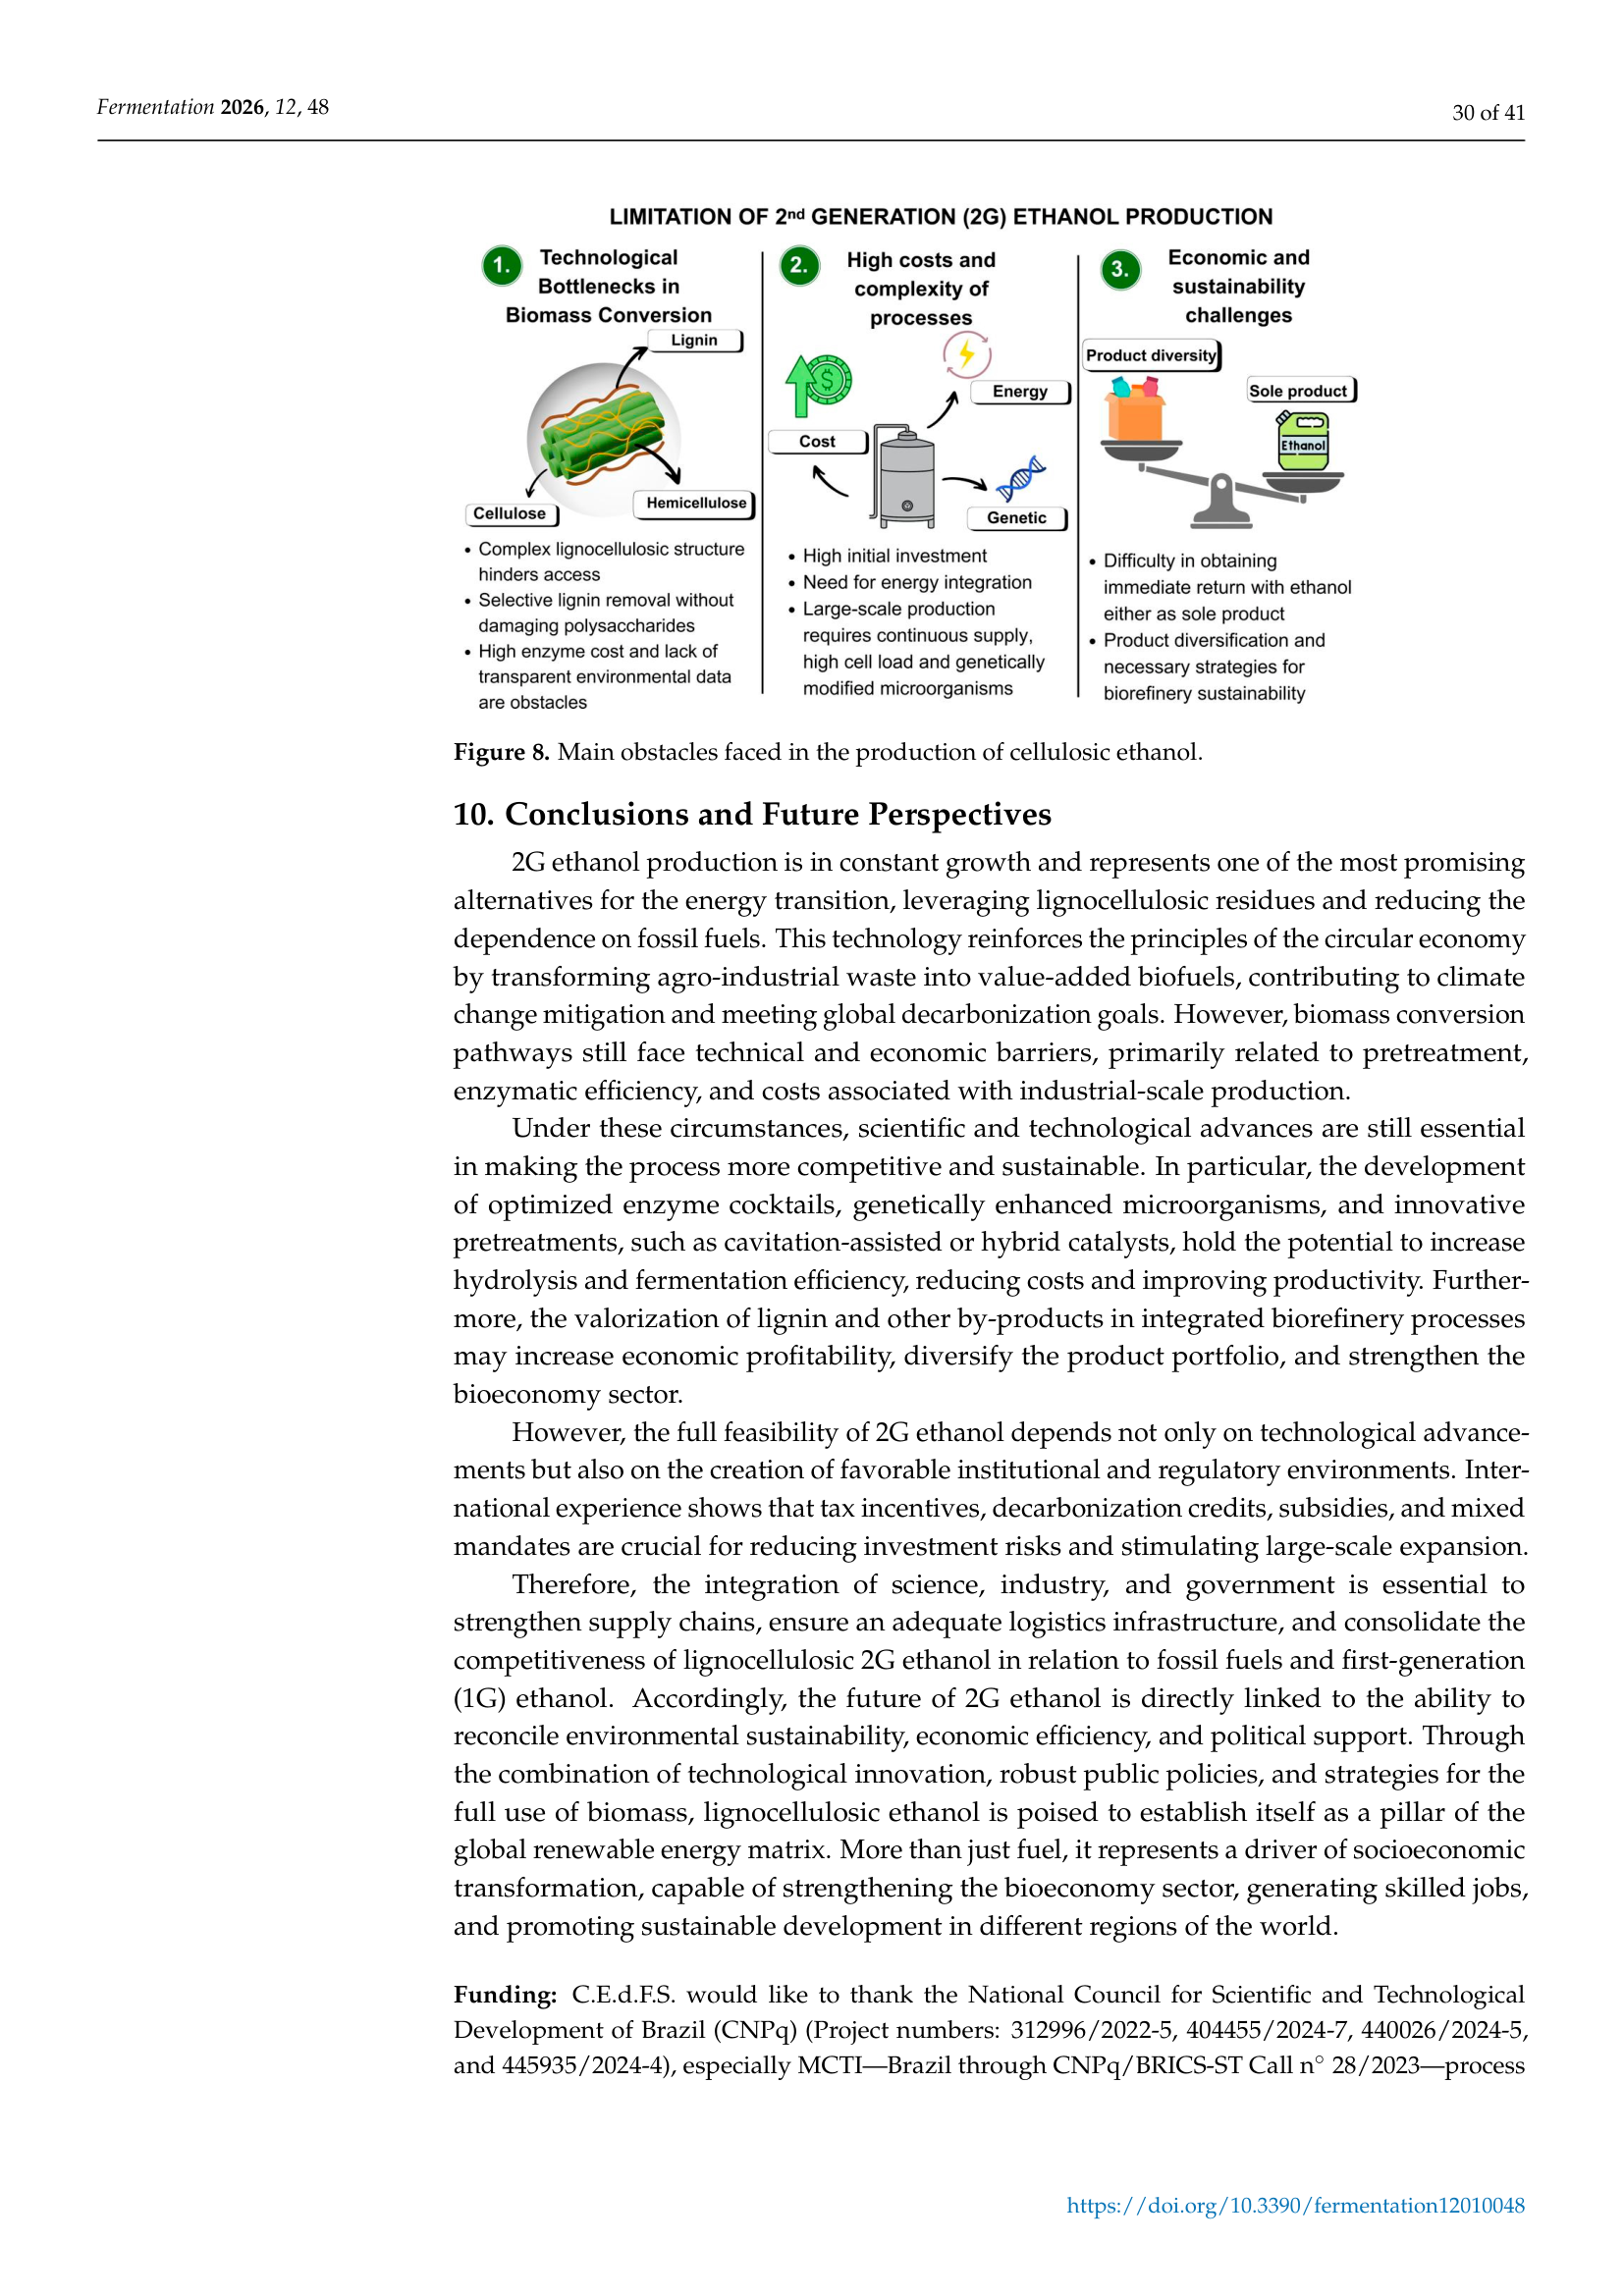 Fermentation 2026, 12, 48
30 of 41
LIMITATION OF 2nd GENERATION (2G) ETHANOL PRODUCTION
1.
Technological
Bottlenecks in
Biomass Conversion
Lignin
Cellulose
Hemicellulose
• Complex lignocellulosic structure
hinders access
• Selective lignin removal without
damaging polysaccharides
• High enzyme cost and lack of
transparent environmental data
are obstacles
2.
High costs and
complexity of
processes
Energy
Cost
Genetic
• High initial investment
• Need for energy integration
• Large-scale production
requires continuous supply,
high cell load and genetically
modified microorganisms
3.
Economic and
sustainability
challenges
Product diversity
Sole product
Ethanol
• Difficulty in obtaining
immediate return with ethanol
either as sole product
• Product diversification and
necessary strategies for
biorefinery sustainability
Figure 8. Main obstacles faced in the production of cellulosic ethanol.
10. Conclusions and Future Perspectives
2G ethanol production is in constant growth and represents one of the most promising
alternatives for the energy transition, leveraging lignocellulosic residues and reducing the
dependence on fossil fuels. This technology reinforces the principles of the circular economy
by transforming agro-industrial waste into value-added biofuels, contributing to climate
change mitigation and meeting global decarbonization goals. However, biomass conversion
pathways still face technical and economic barriers, primarily related to pretreatment,
enzymatic efficiency, and costs associated with industrial-scale production.
Under these circumstances, scientific and technological advances are still essential
in making the process more competitive and sustainable. In particular, the development
of optimized enzyme cocktails, genetically enhanced microorganisms, and innovative
pretreatments, such as cavitation-assisted or hybrid catalysts, hold the potential to increase
hydrolysis and fermentation efficiency, reducing costs and improving productivity. Further-
more, the valorization of lignin and other by-products in integrated biorefinery processes
may increase economic profitability, diversify the product portfolio, and strengthen the
bioeconomy sector.
However, the full feasibility of 2G ethanol depends not only on technological advance-
ments but also on the creation of favorable institutional and regulatory environments. Inter-
national experience shows that tax incentives, decarbonization credits, subsidies, and mixed
mandates are crucial for reducing investment risks and stimulating large-scale expansion.
Therefore, the integration of science, industry, and government is essential to
strengthen supply chains, ensure an adequate logistics infrastructure, and consolidate the
competitiveness of lignocellulosic 2G ethanol in relation to fossil fuels and first-generation
(1G) ethanol. Accordingly, the future of 2G ethanol is directly linked to the ability to
reconcile environmental sustainability, economic efficiency, and political support. Through
the combination of technological innovation, robust public policies, and strategies for the
full use of biomass, lignocellulosic ethanol is poised to establish itself as a pillar of the
global renewable energy matrix. More than just fuel, it represents a driver of socioeconomic
transformation, capable of strengthening the bioeconomy sector, generating skilled jobs,
and promoting sustainable development in different regions of the world.
Funding: C.E.d.F.S. would like to thank the National Council for Scientific and Technological
Development of Brazil (CNPq) (Project numbers: 312996/2022-5, 404455/2024-7, 440026/2024-5,
and 445935/2024-4), especially MCTI—Brazil through CNPq/BRICS-ST Call n° 28/2023—process
https://doi.org/10.3390/fermentation12010048